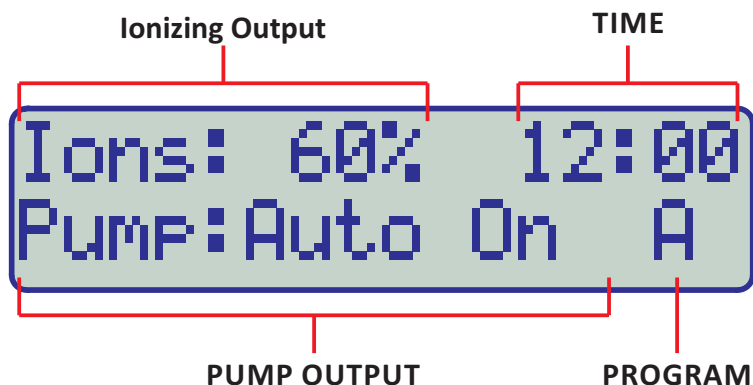 Ionizing Output TIME
Ions: 60% 12:00
Pump:Auto On A
PUMP OUTPUT PROGRAM